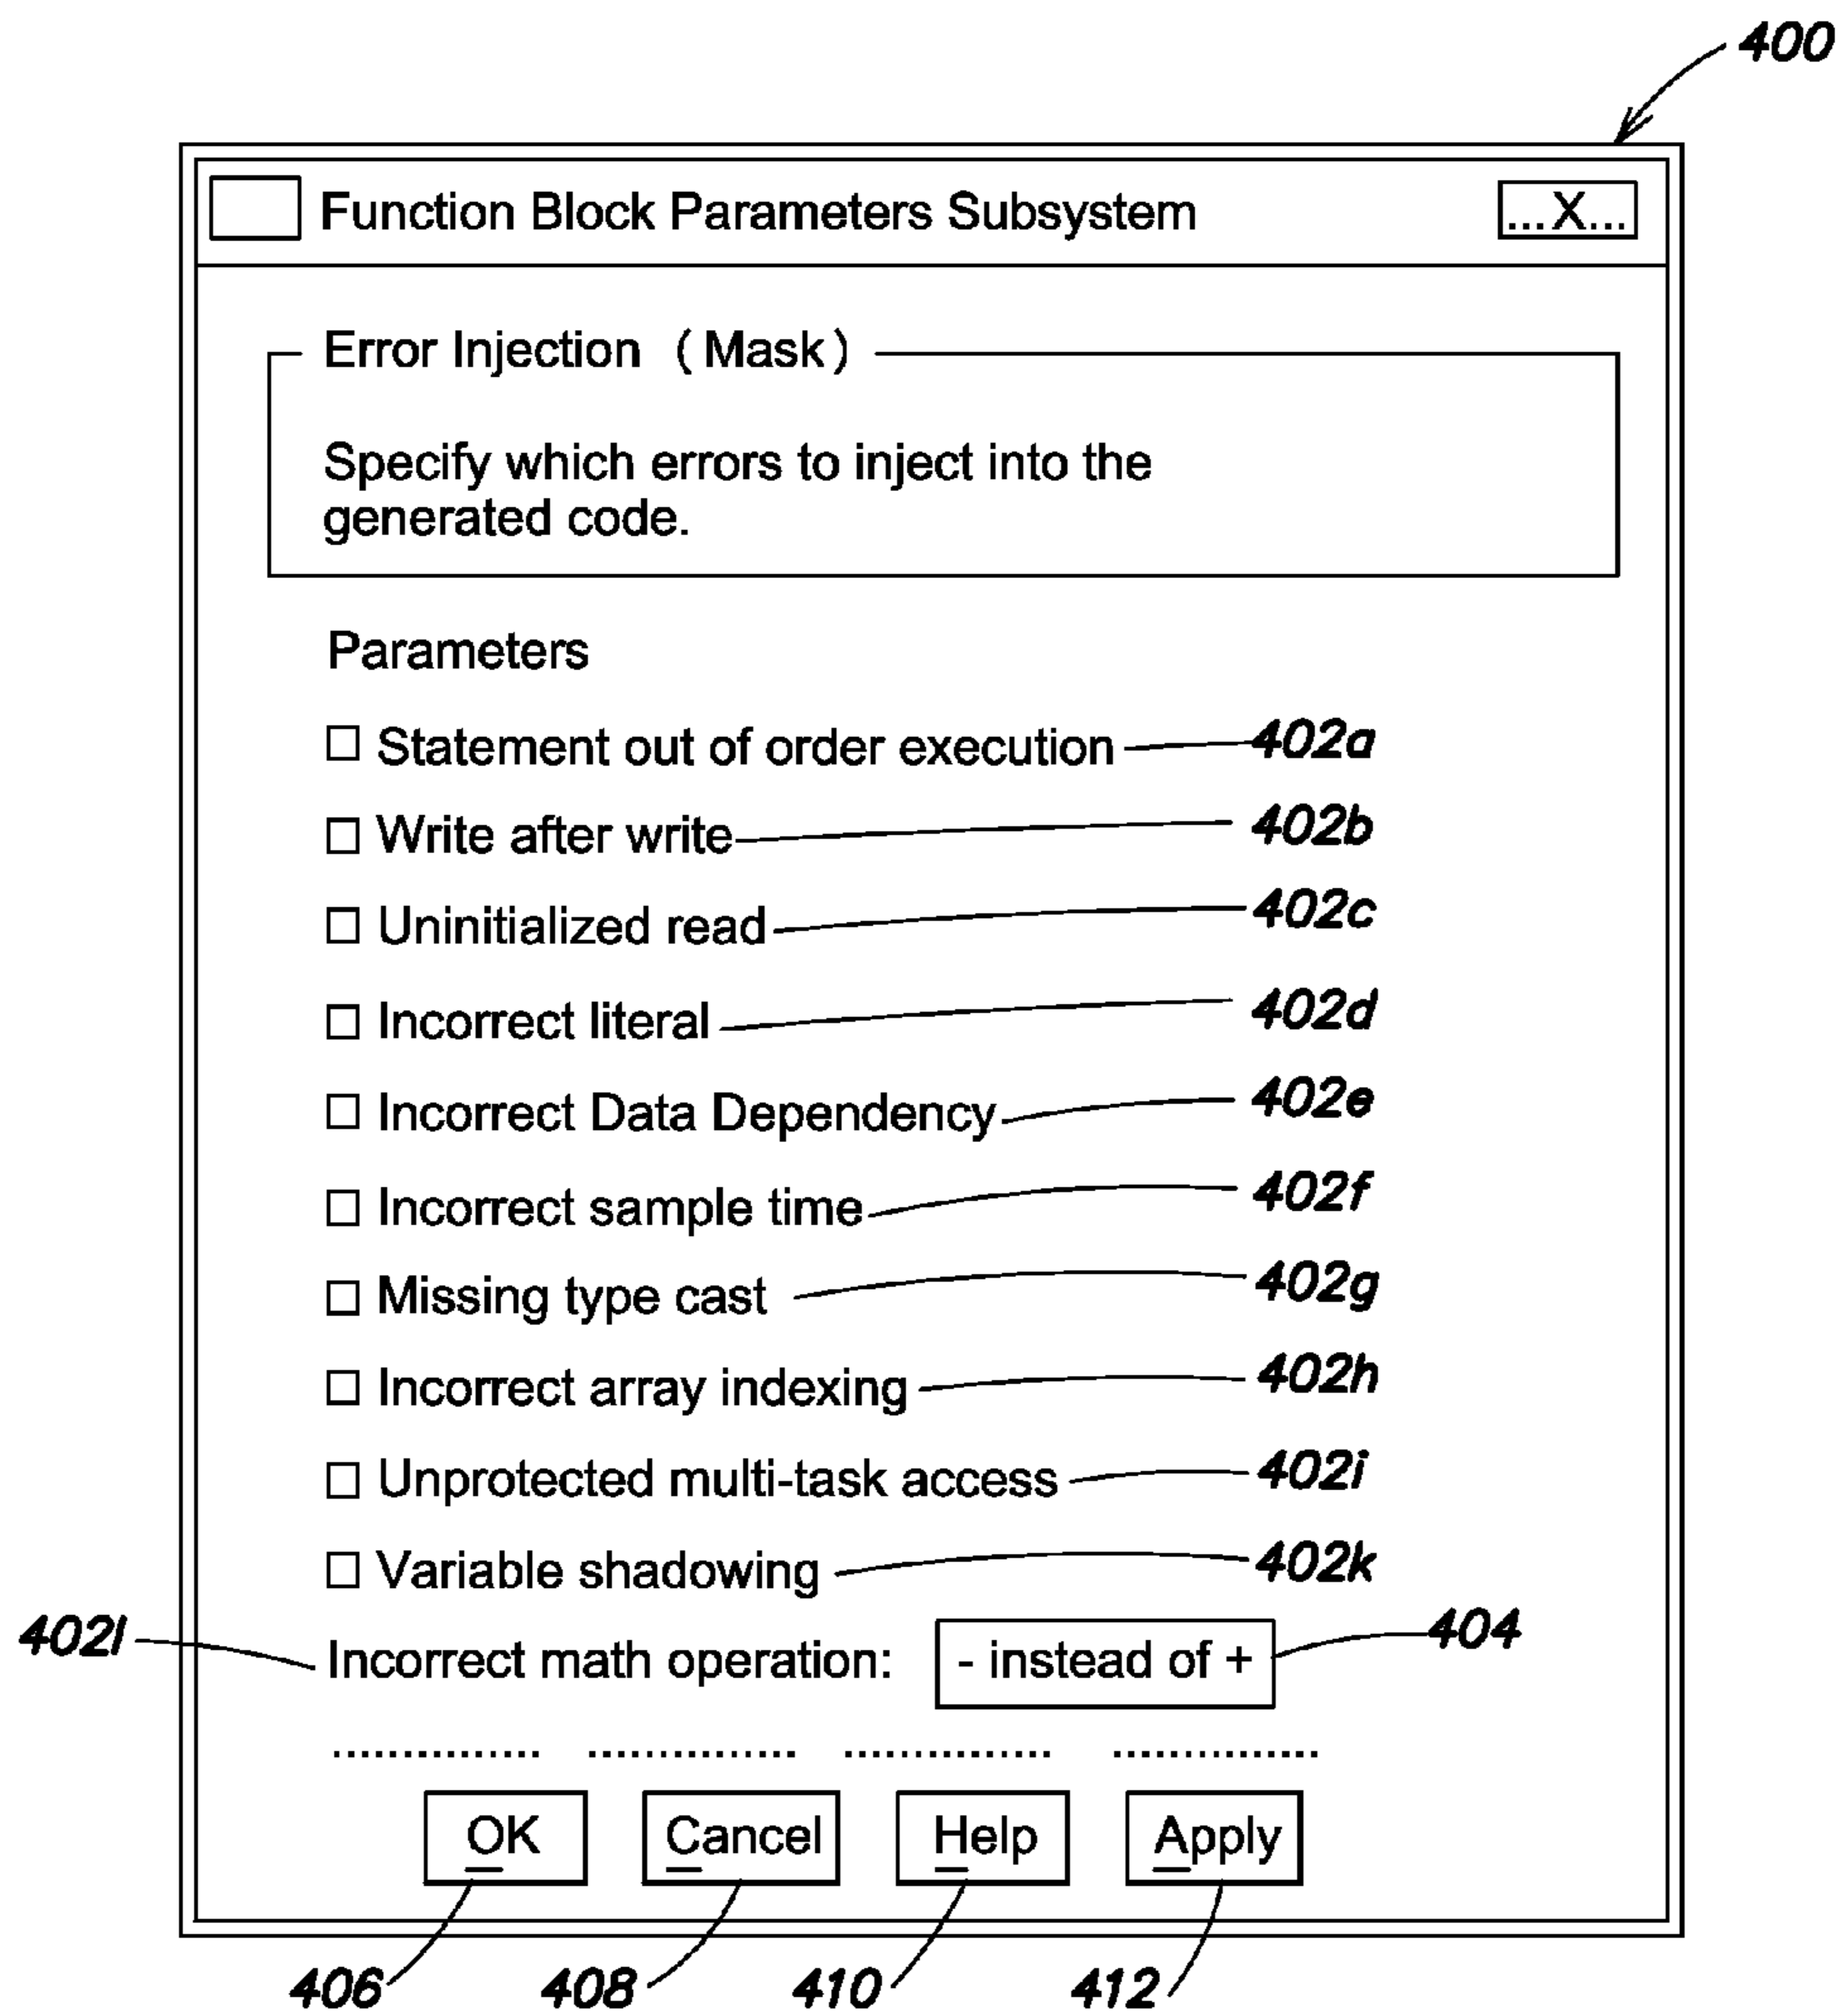 400
Function Block Parameters Subsystem ...X...
Error Injection (Mask)
Specify which errors to inject into the
generated code.
Parameters
Statement out of order execution 402a
Write after write 402b
Uninitialized read 402c
Incorrect literal 402d
Incorrect Data Dependency 402e
Incorrect sample time 402f
Missing type cast 402g
Incorrect array indexing 402h
Unprotected multi-task access 402i
Variable shadowing 402k
402l Incorrect math operation: - instead of + 404
OK Cancel Help Apply
406 408 410 412